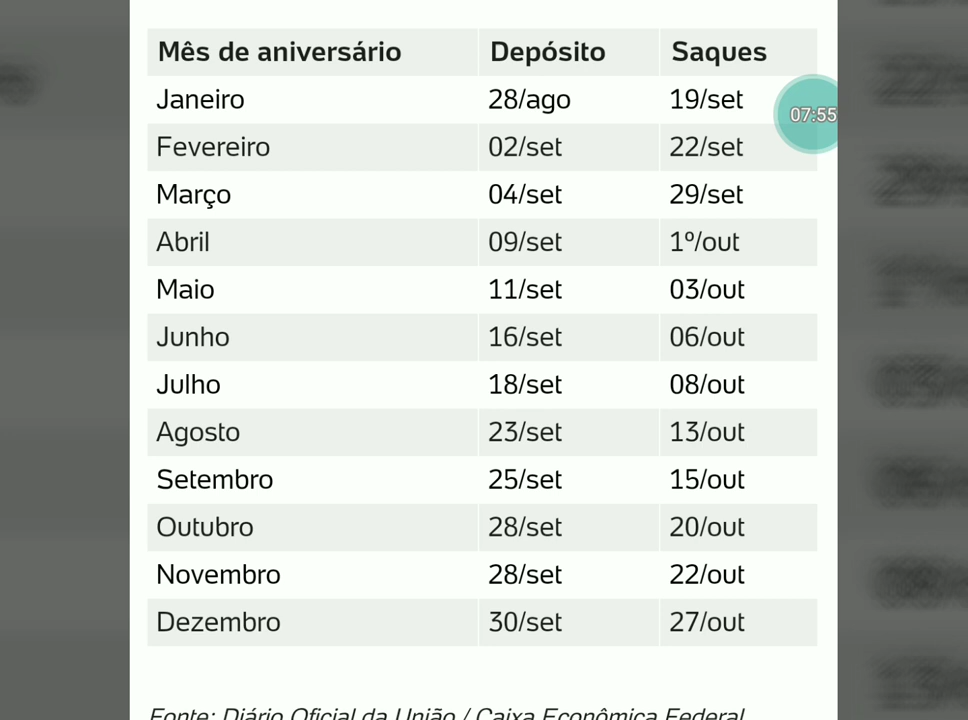 Mês de aniversário Depósito Saques
Janeiro 28/ago 19/set
07:55
Fevereiro 02/set 22/set
Março 04/set 29/set
Abril 09/set 1º/out
Maio 11/set 03/out
Junho 16/set 06/out
Julho 18/set 08/out
Agosto 23/set 13/out
Setembro 25/set 15/out
Outubro 28/set 20/out
Novembro 28/set 22/out
Dezembro 30/set 27/out
Fonte: Diário Oficial da União / Caixa Econômica Federal